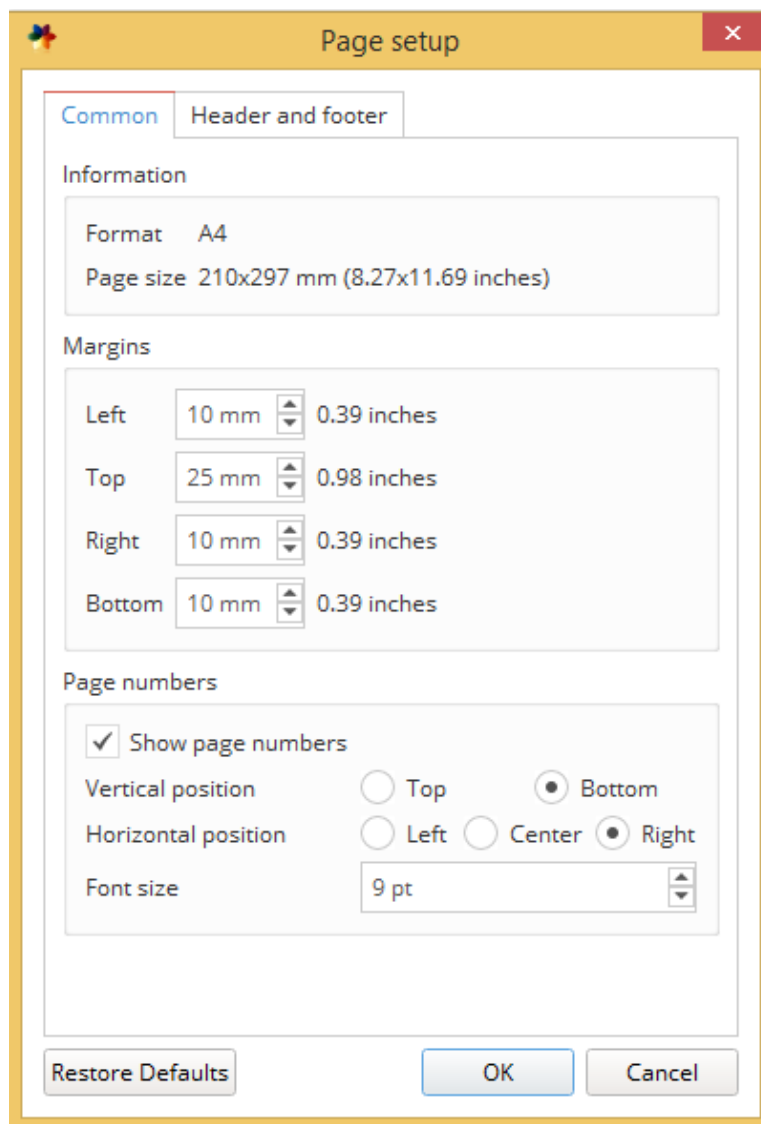 Page setup
Common Header and footer
Information
Format A4
Page size 210x297 mm (8.27x11.69 inches)
Margins
Left 10 mm 0.39 inches
Top 25 mm 0.98 inches
Right 10 mm 0.39 inches
Bottom 10 mm 0.39 inches
Page numbers
Show page numbers
Vertical position Top Bottom
Horizontal position Left Center Right
Font size 9 pt
Restore Defaults OK Cancel